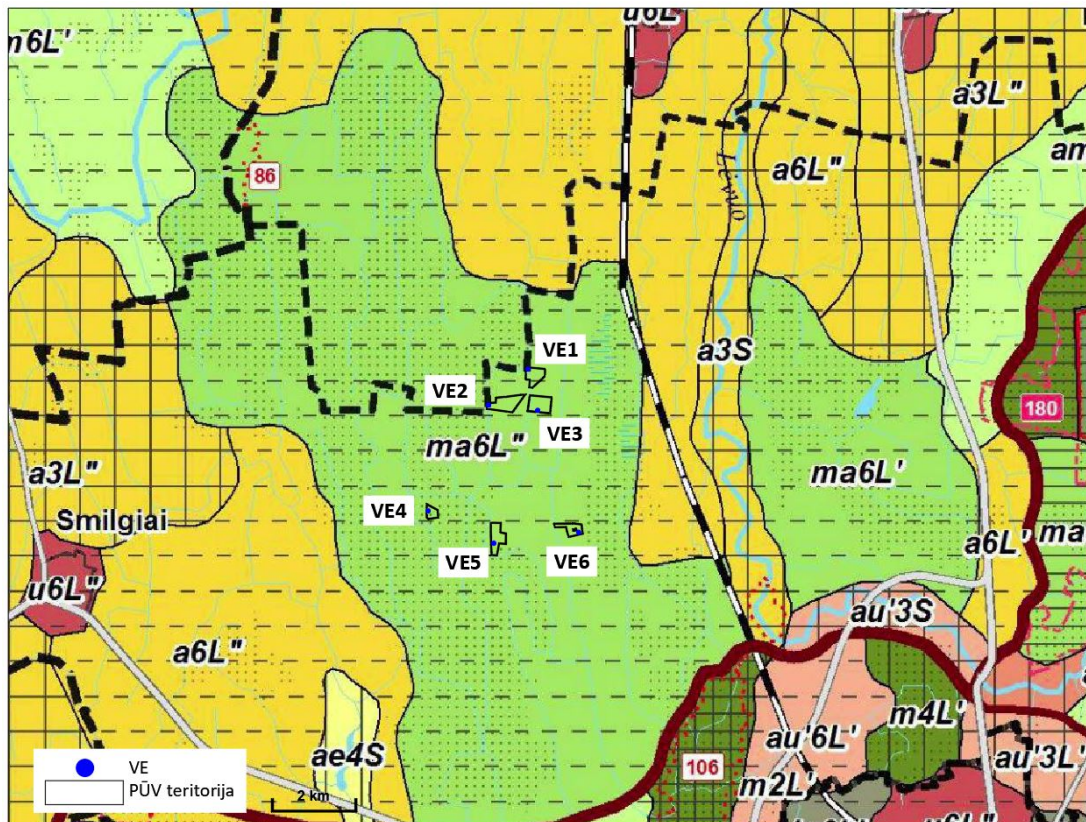 m6L'
u6L"
a3L"
a6L"
am
86
Lėvuo
VE1
a3S
VE2
VE3
180
ma6L"
ma6L'
a3L"
VE4
Smilgiai
VE5
VE6
a6L'
ma
u6L"
au'3S
a6L"
m4L'
ae4S
au'6L'
au'3L'
106
m2L'
VE
PŪV teritorija
2 km